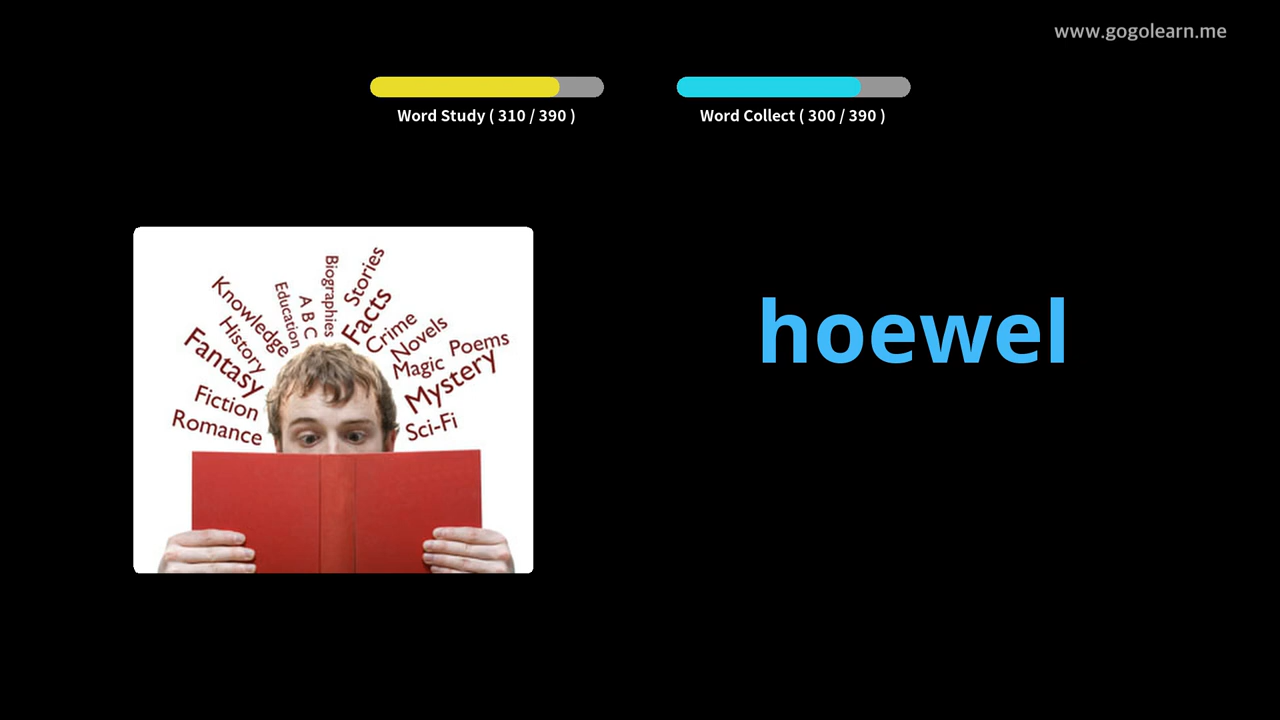 www.gogolearn.me
Word Study ( 310 / 390 )
Word Collect ( 300 / 390 )
hoewel
Romance
Fiction
Fantasy
History
Knowledge
Education
A B C
Biographies
Stories
Facts
Crime
Novels
Magic
Poems
Mystery
Sci-Fi